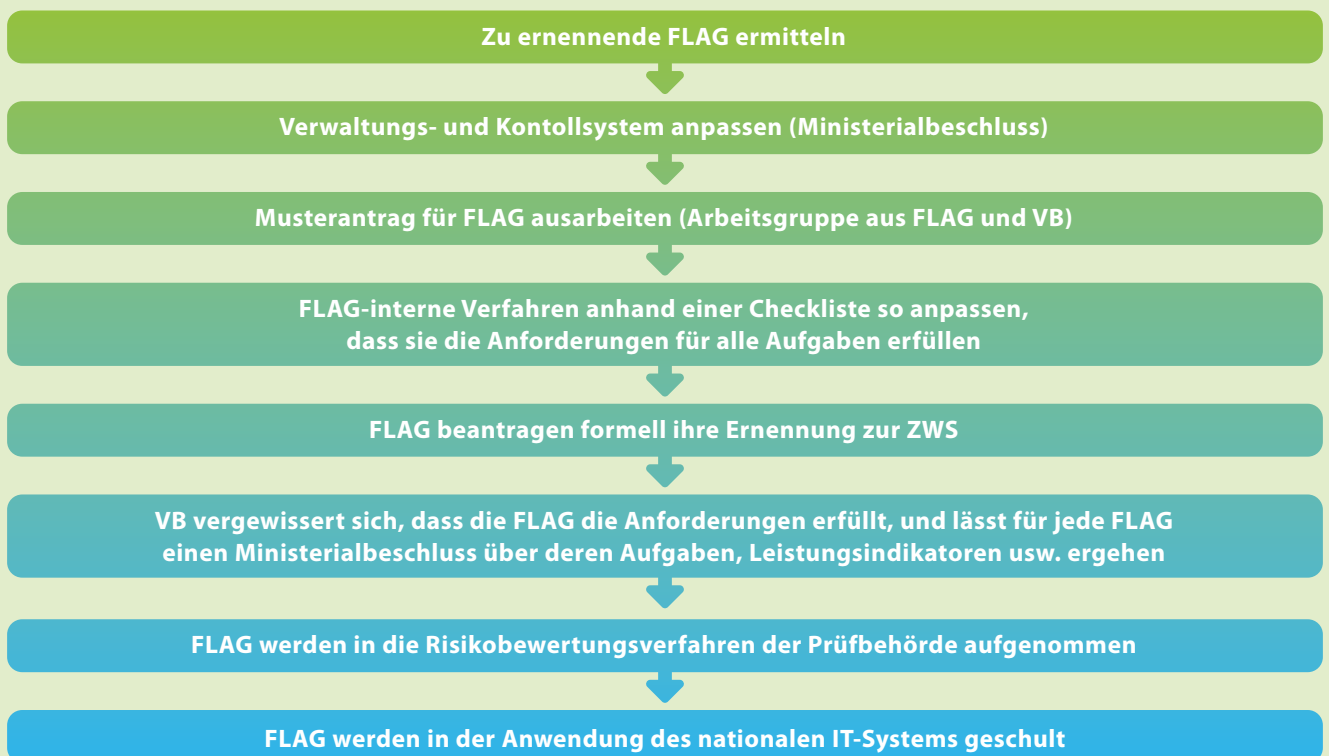 Zu ernennende FLAG ermitteln
Verwaltungs- und Kontollsystem anpassen (Ministerialbeschluss)
Musterantrag für FLAG ausarbeiten (Arbeitsgruppe aus FLAG und VB)
FLAG-interne Verfahren anhand einer Checkliste so anpassen,
dass sie die Anforderungen für alle Aufgaben erfüllen
FLAG beantragen formell ihre Ernennung zur ZWS
VB vergewissert sich, dass die FLAG die Anforderungen erfüllt, und lässt für jede FLAG
einen Ministerialbeschluss über deren Aufgaben, Leistungsindikatoren usw. ergehen
FLAG werden in die Risikobewertungsverfahren der Prüfbehörde aufgenommen
FLAG werden in der Anwendung des nationalen IT-Systems geschult